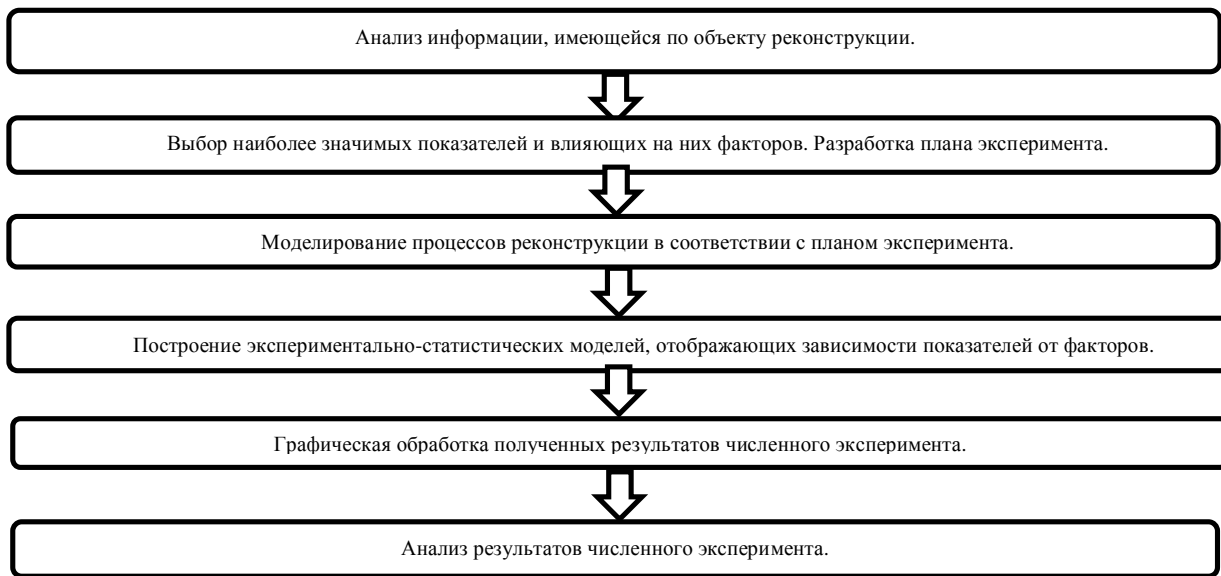 Анализ информации, имеющейся по объекту реконструкции.
Выбор наиболее значимых показателей и влияющих на них факторов. Разработка плана эксперимента.
Моделирование процессов реконструкции в соответствии с планом эксперимента.
Построение экспериментально-статистических моделей, отображающих зависимости показателей от факторов.
Графическая обработка полученных результатов численного эксперимента.
Анализ результатов численного эксперимента.